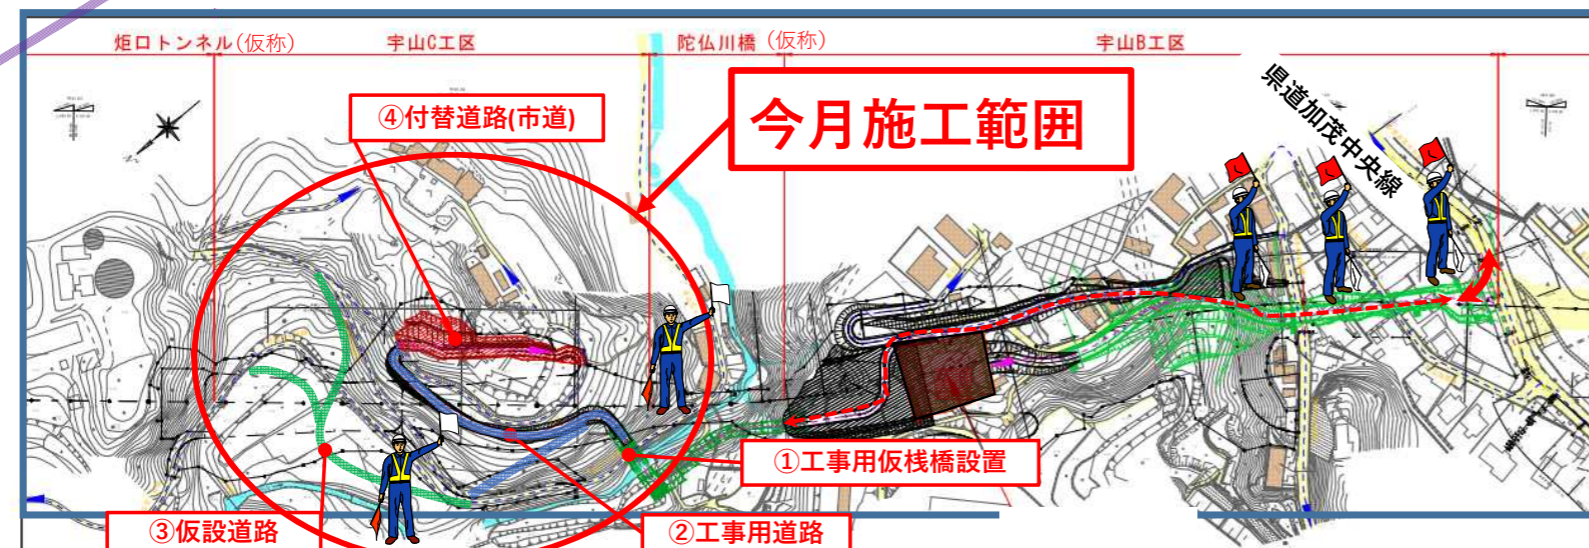 炬口トンネル(仮称)
宇山C工区
陀仏川橋(仮称)
宇山B工区
今月施工範囲
県道加茂中央線
④付替道路(市道)
①工事用仮桟橋設置
③仮設道路
②工事用道路